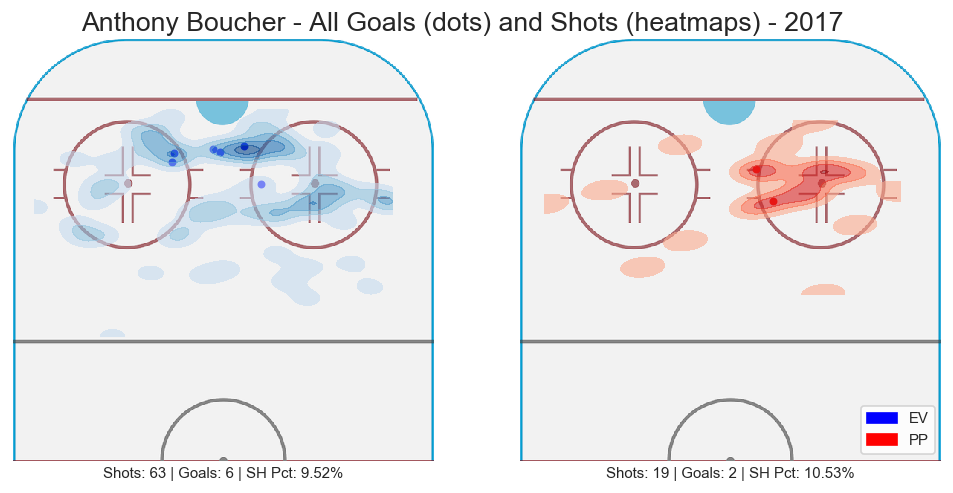 Anthony Boucher - All Goals (dots) and Shots (heatmaps) - 2017
EV
PP
Shots: 63 | Goals: 6 | SH Pct: 9.52%
Shots: 19 | Goals: 2 | SH Pct: 10.53%